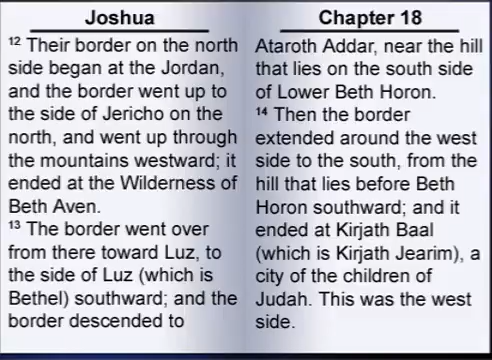 Joshua
¹² Their border on the north
side began at the Jordan,
and the border went up to
the side of Jericho on the
north, and went up through
the mountains westward; it
ended at the Wilderness of
Beth Aven.
¹³ The border went over
from there toward Luz, to
the side of Luz (which is
Bethel) southward; and the
border descended to
Chapter 18
Ataroth Addar, near the hill
that lies on the south side
of Lower Beth Horon.
¹⁴ Then the border
extended around the west
side to the south, from the
hill that lies before Beth
Horon southward; and it
ended at Kirjath Baal
(which is Kirjath Jearim), a
city of the children of
Judah. This was the west
side.